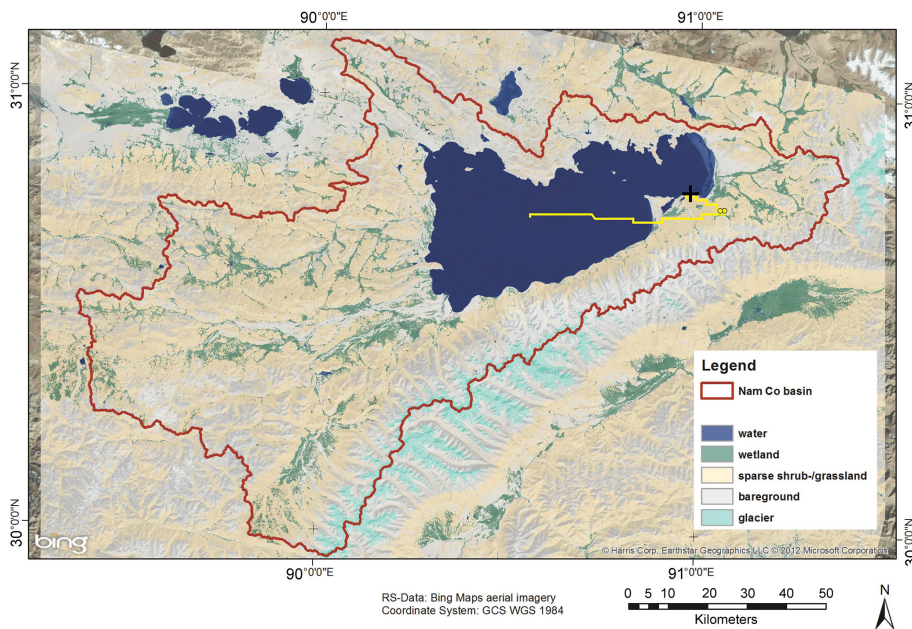 90°0'0"E
91°0'0"E
31°0'0"N
31°0'0"N
Legend
Nam Co basin
water
wetland
sparse shrub-/grassland
bareground
glacier
30°0'0"N
30°0'0"N
bing
© Harris Corp, Earthstar Geographics LLC © 2012 Microsoft Corporation
90°0'0"E
91°0'0"E
RS-Data: Bing Maps aerial imagery
Coordinate System: GCS WGS 1984
0 5 10 20 30 40 50
Kilometers
N